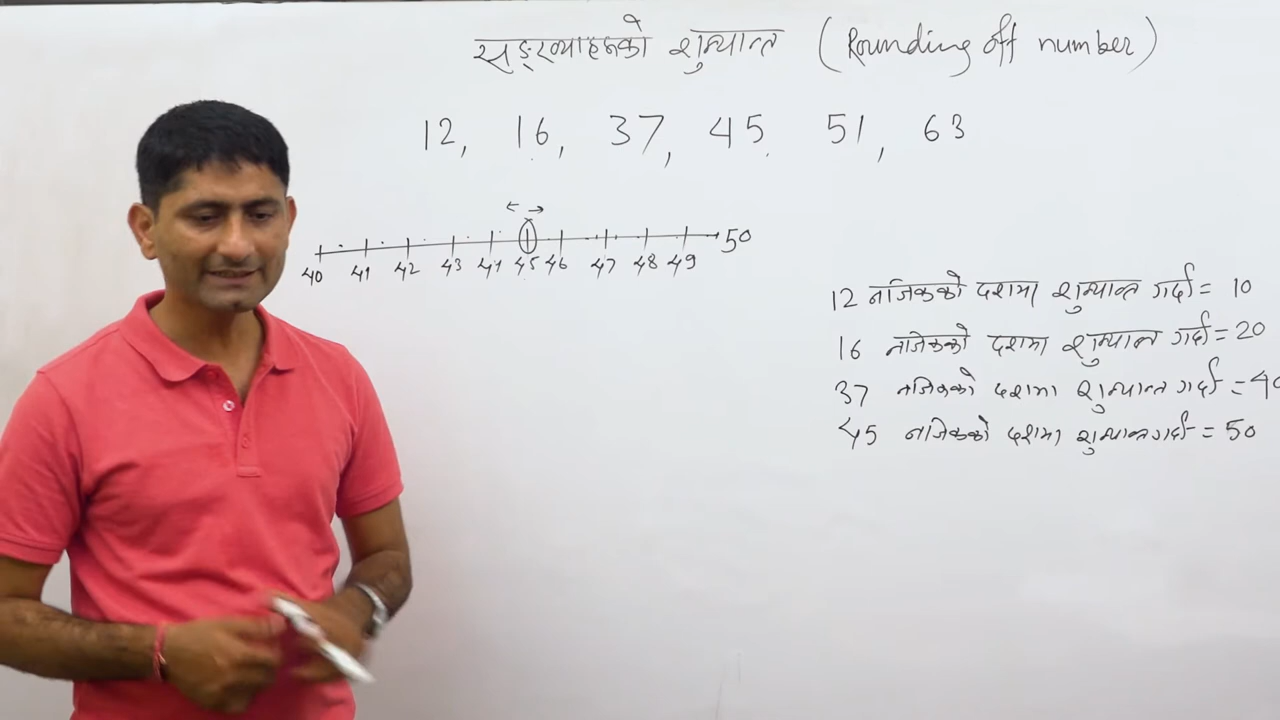 सङ्ख्याहरूको शुन्यान्त (Rounding off number)
12, 16, 37, 45 51, 63
40 41 42 43 44 45 46 47 48 49 50
12 नजिकको दशमा शुन्यान्त गर्दा = 10
16 नजिकको दशमा शुन्यान्त गर्दा = 20
37 नजिकको दशमा शुन्यान्त गर्दा = 40
45 नजिकको दशमा शुन्यान्त गर्दा = 50